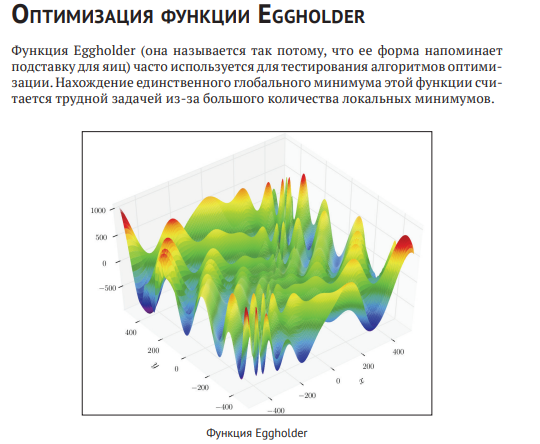 Оптимизация функции Eggholder
Функция Eggholder (она называется так потому, что ее форма напоминает
подставку для яиц) часто используется для тестирования алгоритмов оптими-
зации. Нахождение единственного глобального минимума этой функции счи-
тается трудной задачей из-за большого количества локальных минимумов.
1000
500
0
−500
400
200
0
−200
−400
y
−400
−200
0
200
400
x
Функция Eggholder